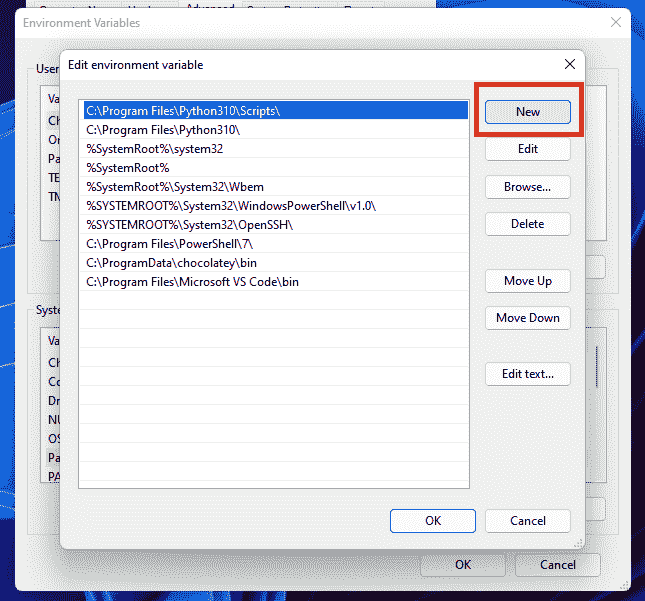 Environment Variables
Edit environment variable
User
Va
Ch
On
Pa
TE
TM
C:\Program Files\Python310\Scripts\
C:\Program Files\Python310\
%SystemRoot%\system32
%SystemRoot%
%SystemRoot%\System32\Wbem
%SYSTEMROOT%\System32\WindowsPowerShell\v1.0\
%SYSTEMROOT%\System32\OpenSSH\
C:\Program Files\PowerShell\7\
C:\ProgramData\chocolatey\bin
C:\Program Files\Microsoft VS Code\bin
New
Edit
Browse...
Delete
Move Up
Move Down
Edit text...
Syste
Va
Ch
Co
Dr
NU
OS
Pa
PA
OK
Cancel
OK
Cancel